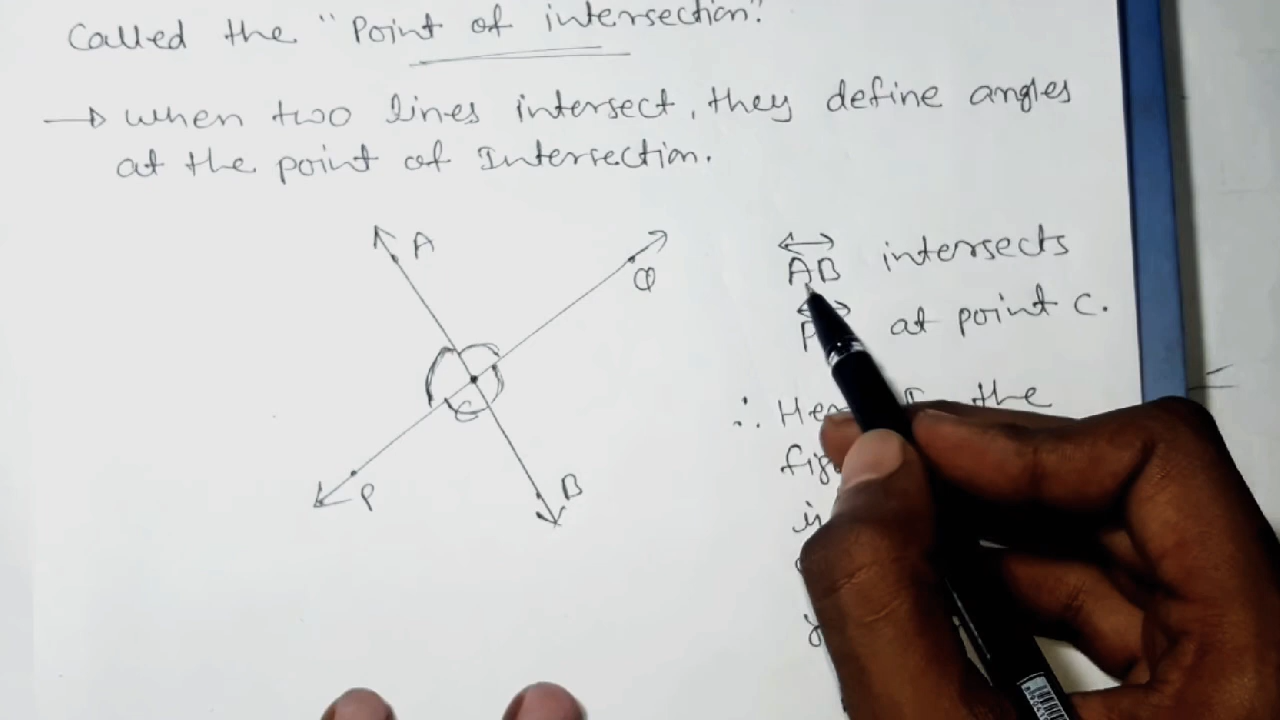 Called the "Point of intersection."
→ When two lines intersect, they define angles
at the point of Intersection.
A
Q
C
P
B
AB intersects
P at point C.
∴ the